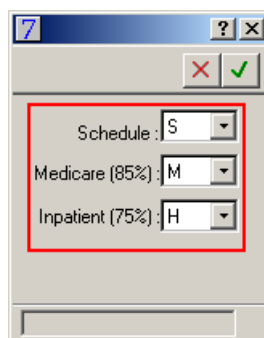 7 ? ×
Schedule : S
Medicare (85%) : M
Inpatient (75%) : H